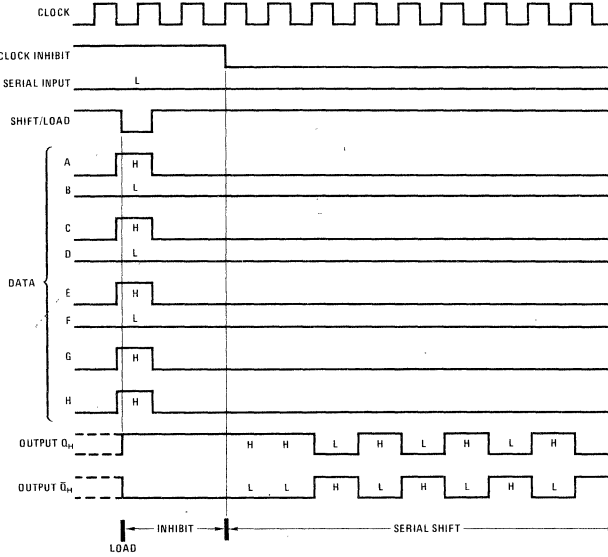 CLOCK
CLOCK INHIBIT
SERIAL INPUT L
SHIFT/LOAD
A H
B L
C H
D L
DATA
E H
F L
G H
H H
OUTPUT QH H H L H L H L H
OUTPUT Q̄H L L H L H L H L
INHIBIT SERIAL SHIFT
LOAD